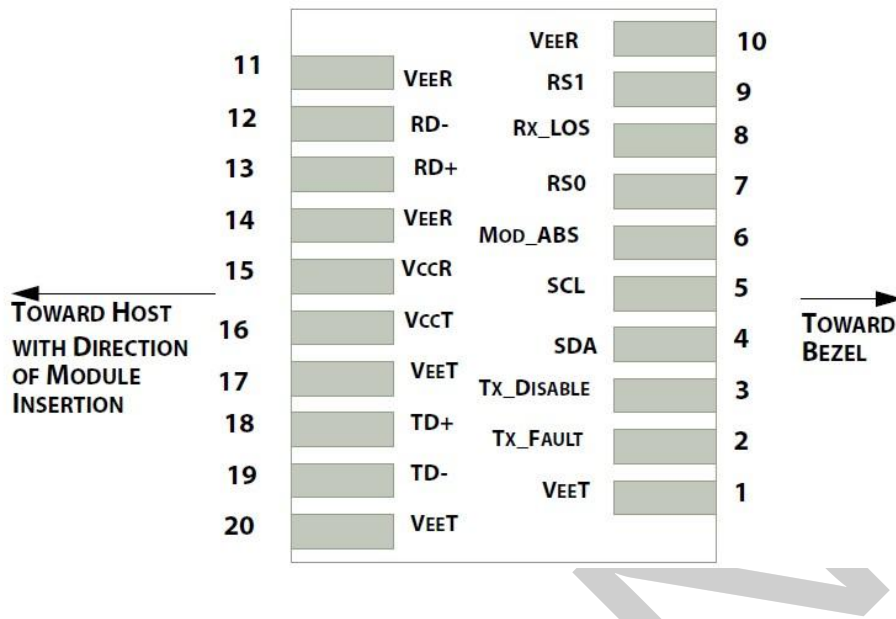 11 VEER
12 RD-
13 RD+
14 VEER
15 VCCR
16 VCCT
17 VEET
18 TD+
19 TD-
20 VEET
VEER 10
RS1 9
RX_LOS 8
RS0 7
MOD_ABS 6
SCL 5
SDA 4
TX_DISABLE 3
TX_FAULT 2
VEET 1
TOWARD HOST
WITH DIRECTION
OF MODULE
INSERTION
TOWARD
BEZEL